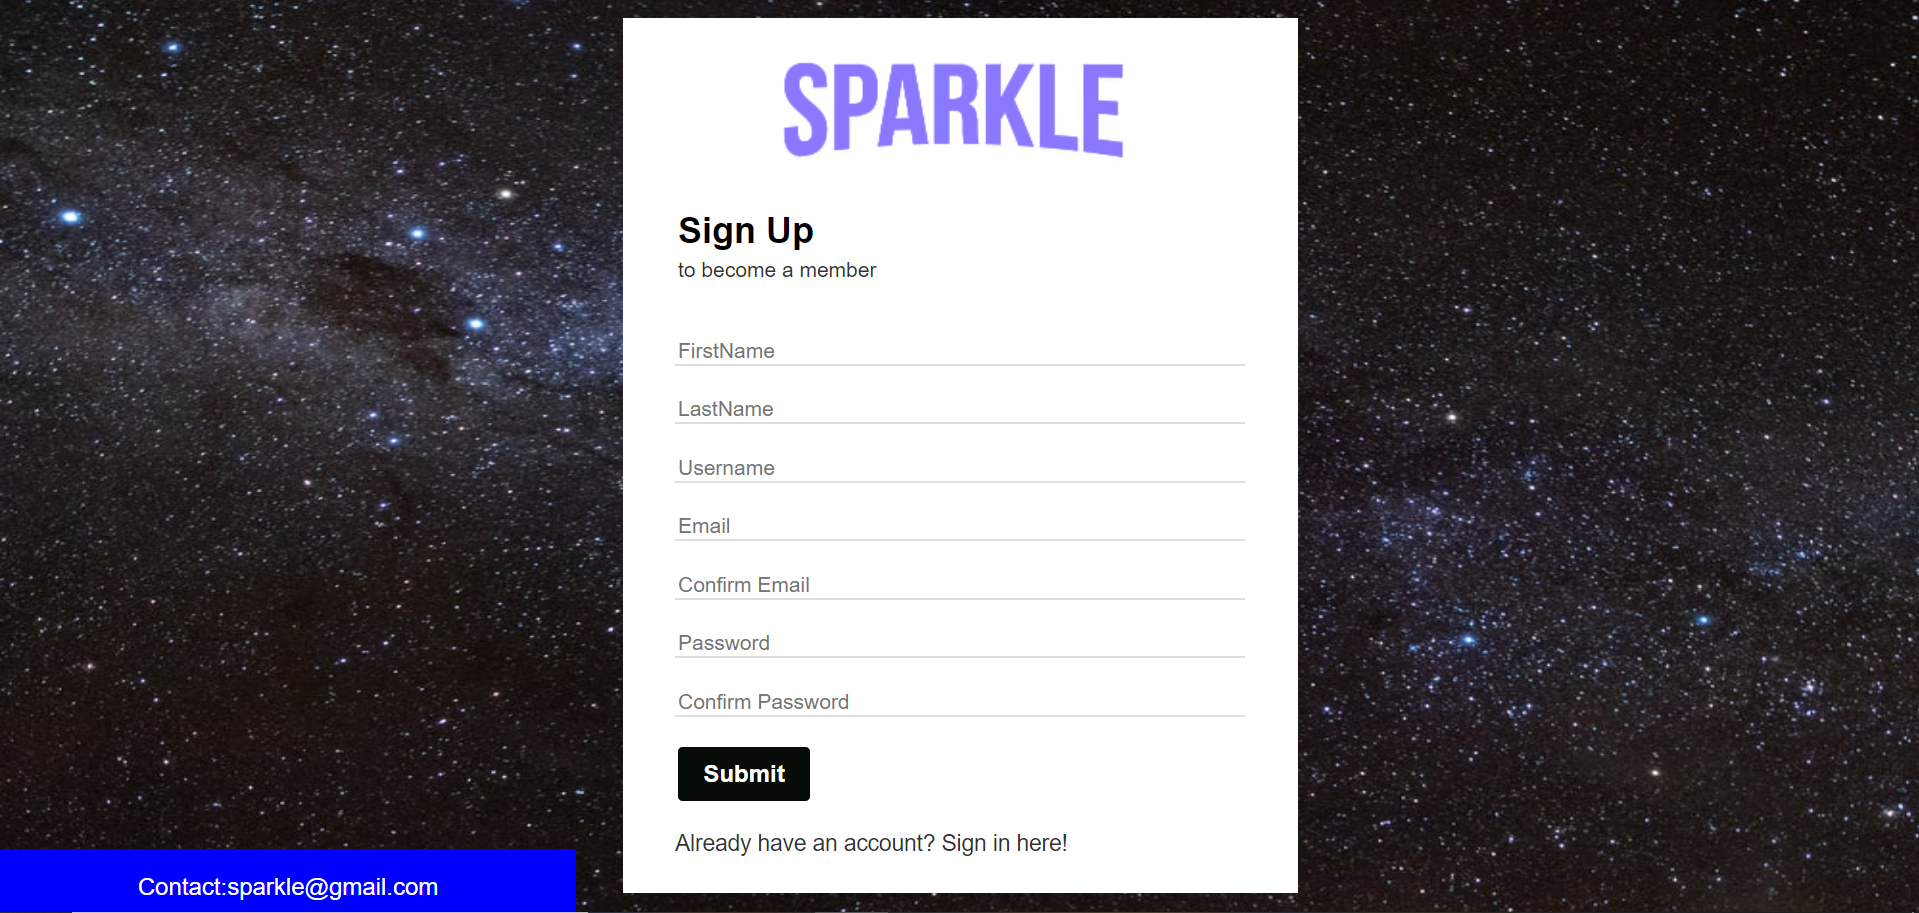 SPARKLE
Sign Up
to become a member
FirstName
LastName
Username
Email
Confirm Email
Password
Confirm Password
Submit
Already have an account? Sign in here!
Contact:sparkle@gmail.com